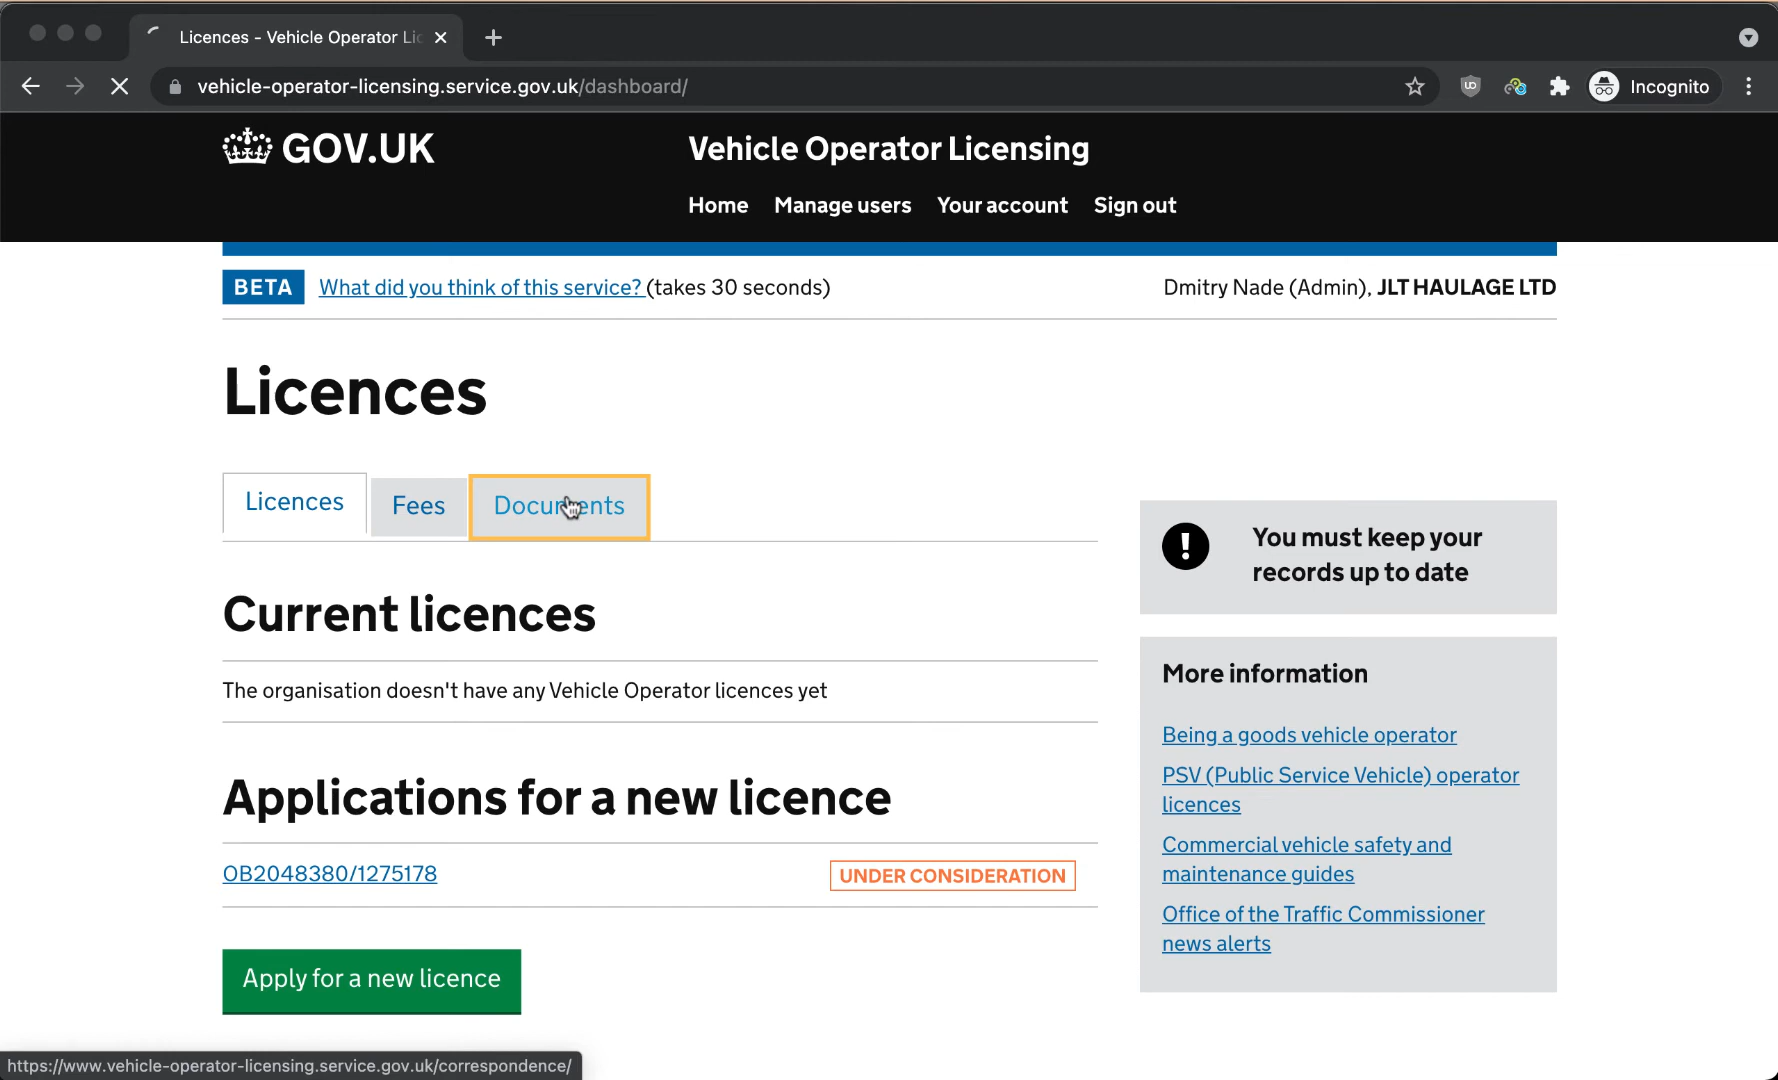 Licences - Vehicle Operator Lic
vehicle-operator-licensing.service.gov.uk/dashboard/
Incognito
GOV.UK
Vehicle Operator Licensing
Home Manage users Your account Sign out
BETA What did you think of this service? (takes 30 seconds)
Dmitry Nade (Admin), JLT HAULAGE LTD
Licences
Licences Fees Documents
Current licences
The organisation doesn't have any Vehicle Operator licences yet
Applications for a new licence
OB2048380/1275178 UNDER CONSIDERATION
Apply for a new licence
You must keep your
records up to date
More information
Being a goods vehicle operator
PSV (Public Service Vehicle) operator
licences
Commercial vehicle safety and
maintenance guides
Office of the Traffic Commissioner
news alerts
https://www.vehicle-operator-licensing.service.gov.uk/correspondence/